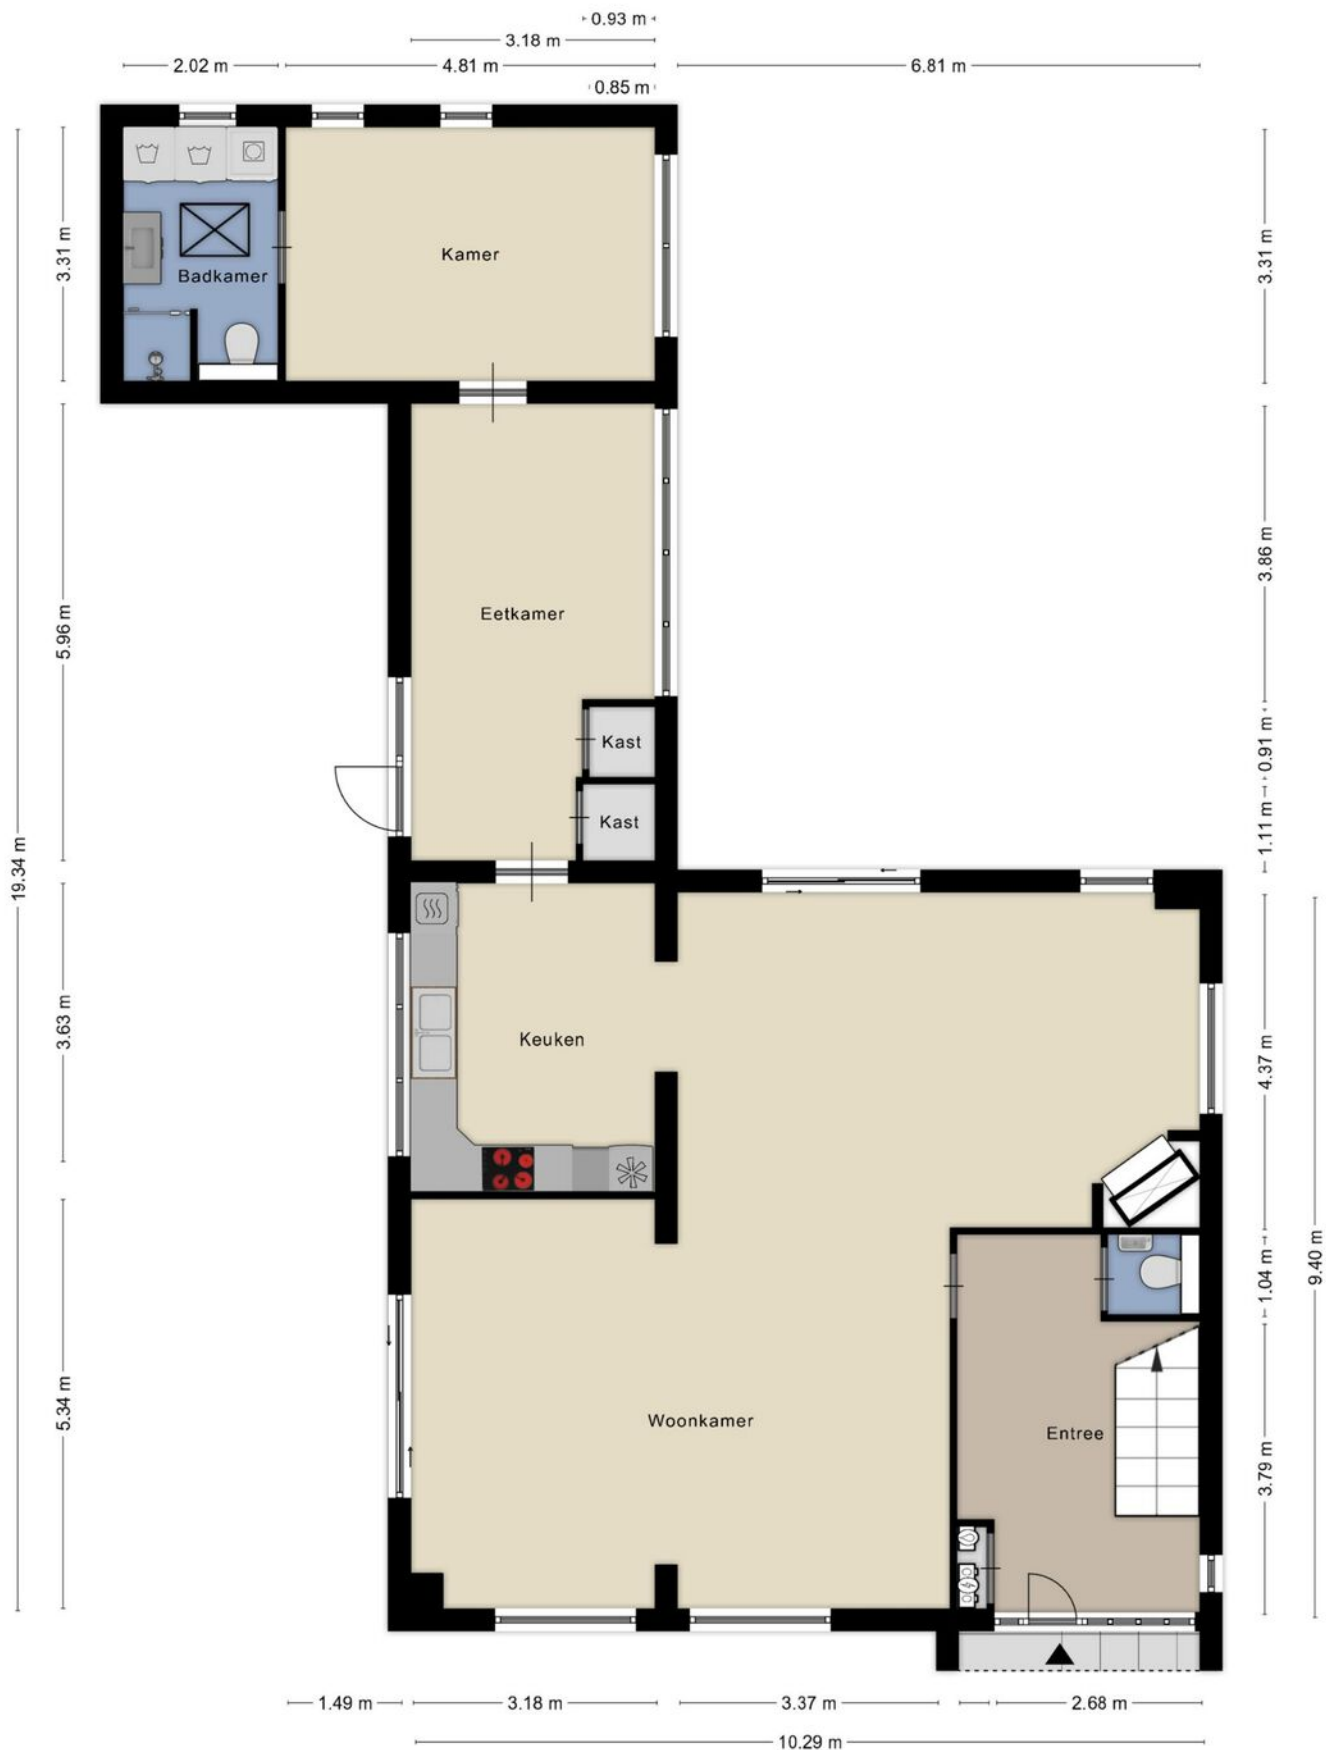 0.93 m
3.18 m
2.02 m
4.81 m
6.81 m
0.85 m
Kamer
Badkamer
3.31 m
3.31 m
Eetkamer
3.86 m
5.96 m
Kast
0.91 m
Kast
1.11 m
19.34 m
Keuken
3.63 m
4.37 m
1.04 m
9.40 m
Woonkamer
5.34 m
Entree
3.79 m
1.49 m
3.18 m
3.37 m
2.68 m
10.29 m